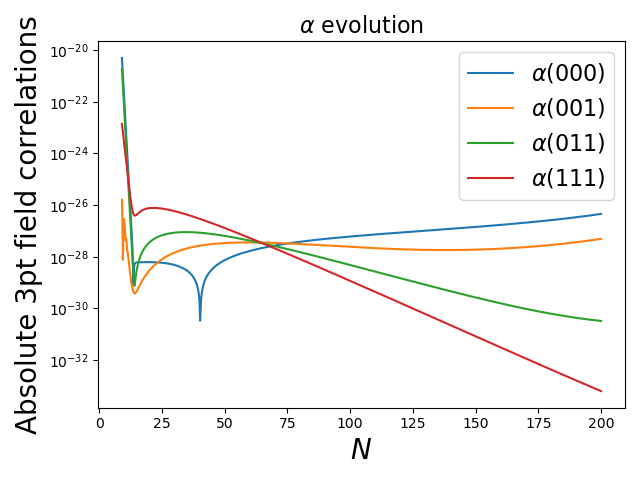 α evolution
Absolute 3pt field correlations
10⁻²⁰
10⁻²²
10⁻²⁴
10⁻²⁶
10⁻²⁸
10⁻³⁰
10⁻³²
α(000)
α(001)
α(011)
α(111)
0 25 50 75 100 125 150 175 200
N